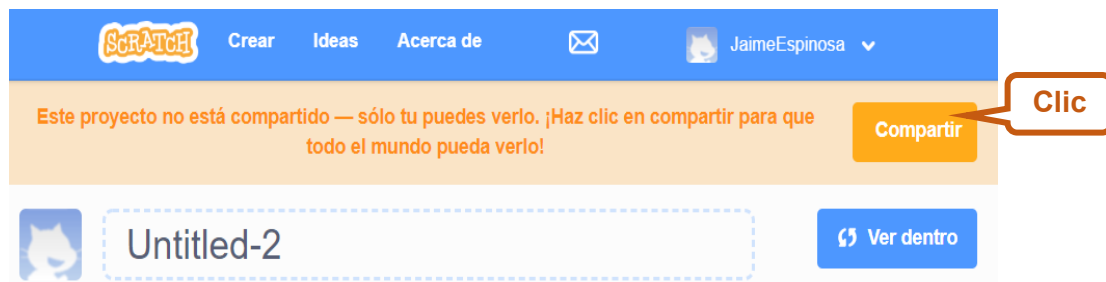 SCRATCH Crear Ideas Acerca de JaimeEspinosa
Este proyecto no está compartido — sólo tu puedes verlo. ¡Haz clic en compartir para que
todo el mundo pueda verlo!
Compartir
Clic
Untitled-2
Ver dentro